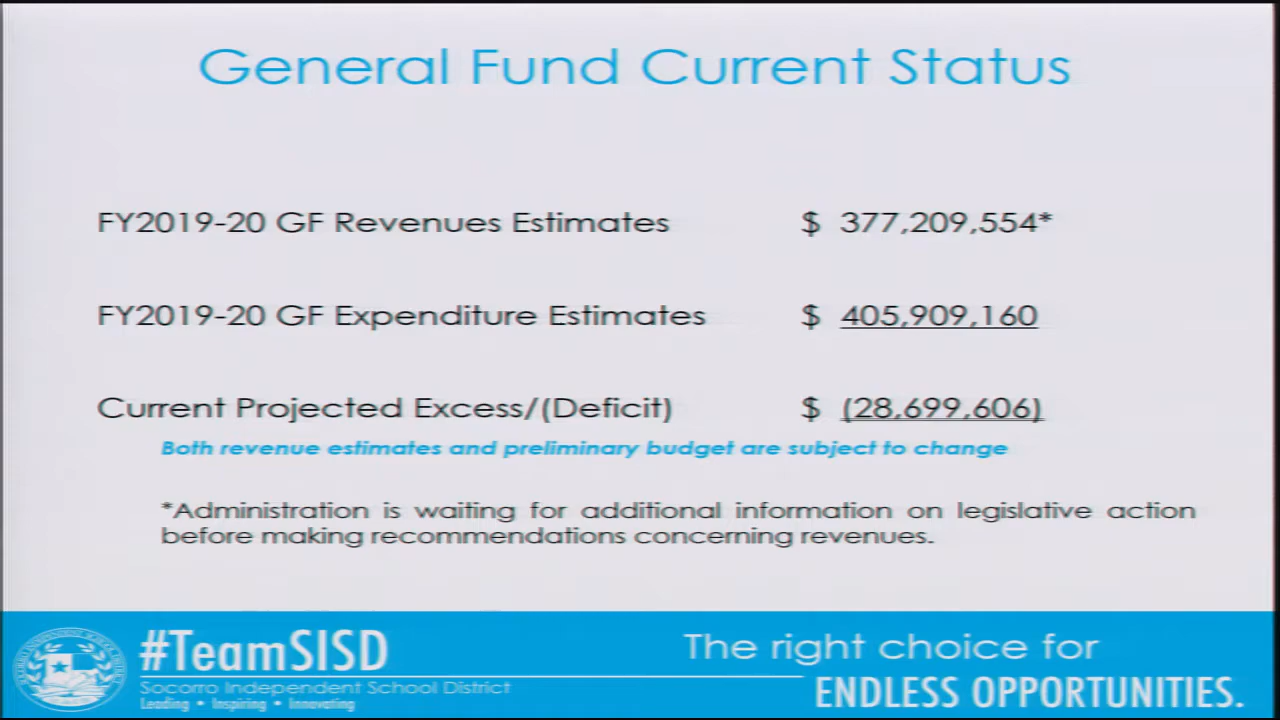 General Fund Current Status
FY2019-20 GF Revenues Estimates $ 377,209,554*
FY2019-20 GF Expenditure Estimates $ 405,909,160
Current Projected Excess/(Deficit) $ (28,699,606)
Both revenue estimates and preliminary budget are subject to change
*Administration is waiting for additional information on legislative action
before making recommendations concerning revenues.
#TeamSISD
Socorro Independent School District
Leading • Inspiring • Innovating
The right choice for
ENDLESS OPPORTUNITIES.